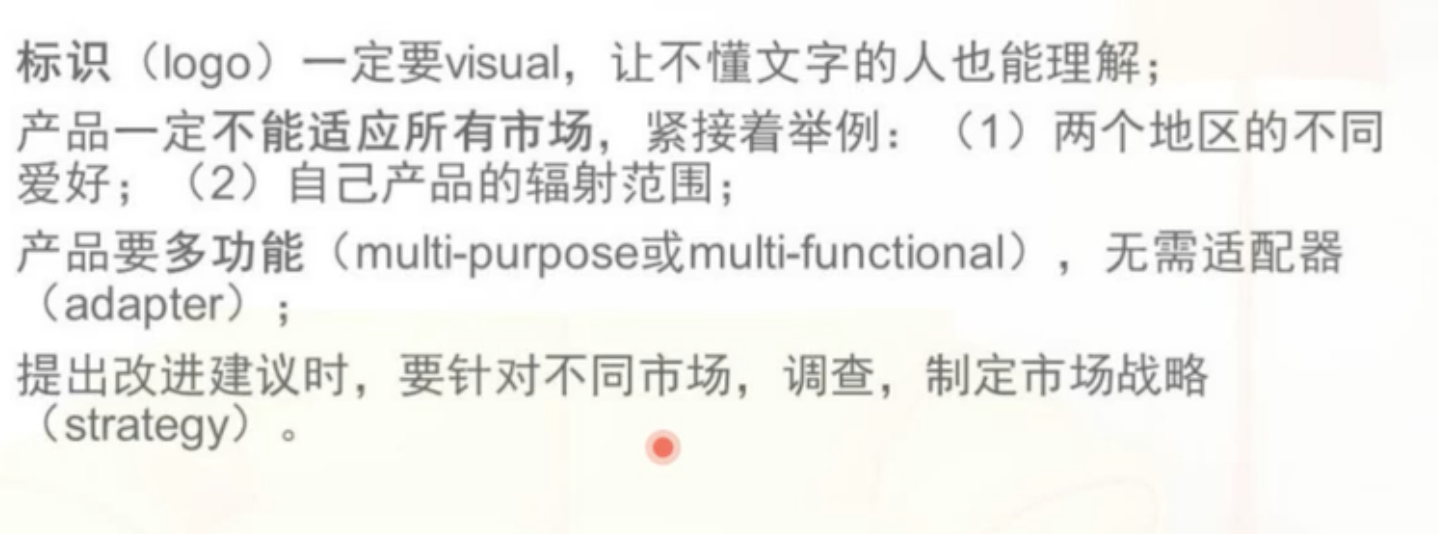 标识（logo）一定要visual，让不懂文字的人也能理解；
产品一定不能适应所有市场，紧接着举例：（1）两个地区的不同
爱好；（2）自己产品的辐射范围；
产品要多功能（multi-purpose或multi-functional），无需适配器
（adapter）；
提出改进建议时，要针对不同市场，调查，制定市场战略
（strategy）。